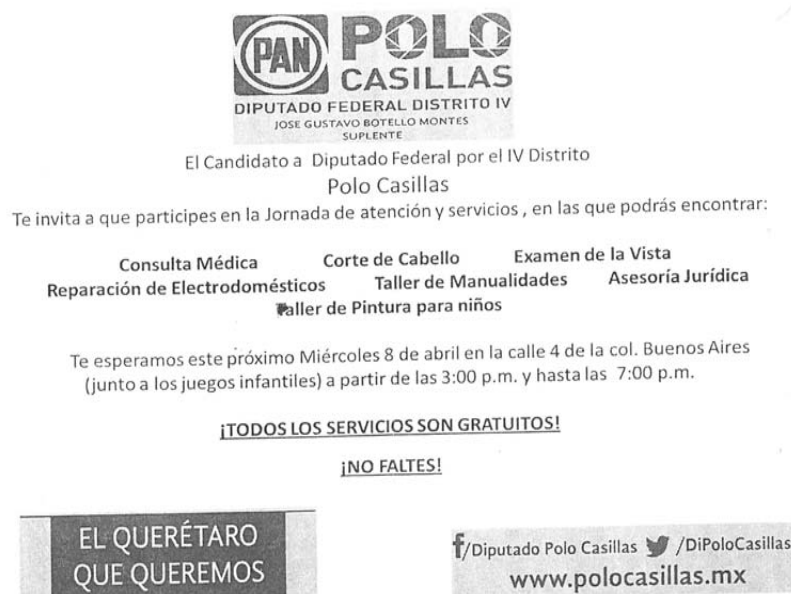 PAN POLO
CASILLAS
DIPUTADO FEDERAL DISTRITO IV
JOSE GUSTAVO BOTELLO MONTES
SUPLENTE
El Candidato a Diputado Federal por el IV Distrito
Polo Casillas
Te invita a que participes en la Jornada de atención y servicios , en las que podrás encontrar:
Consulta Médica Corte de Cabello Examen de la Vista
Reparación de Electrodomésticos Taller de Manualidades Asesoría Jurídica
Taller de Pintura para niños
Te esperamos este próximo Miércoles 8 de abril en la calle 4 de la col. Buenos Aires
(junto a los juegos infantiles) a partir de las 3:00 p.m. y hasta las 7:00 p.m.
¡TODOS LOS SERVICIOS SON GRATUITOS!
¡NO FALTES!
EL QUERÉTARO
QUE QUEREMOS
f/Diputado Polo Casillas /DiPoloCasillas
www.polocasillas.mx